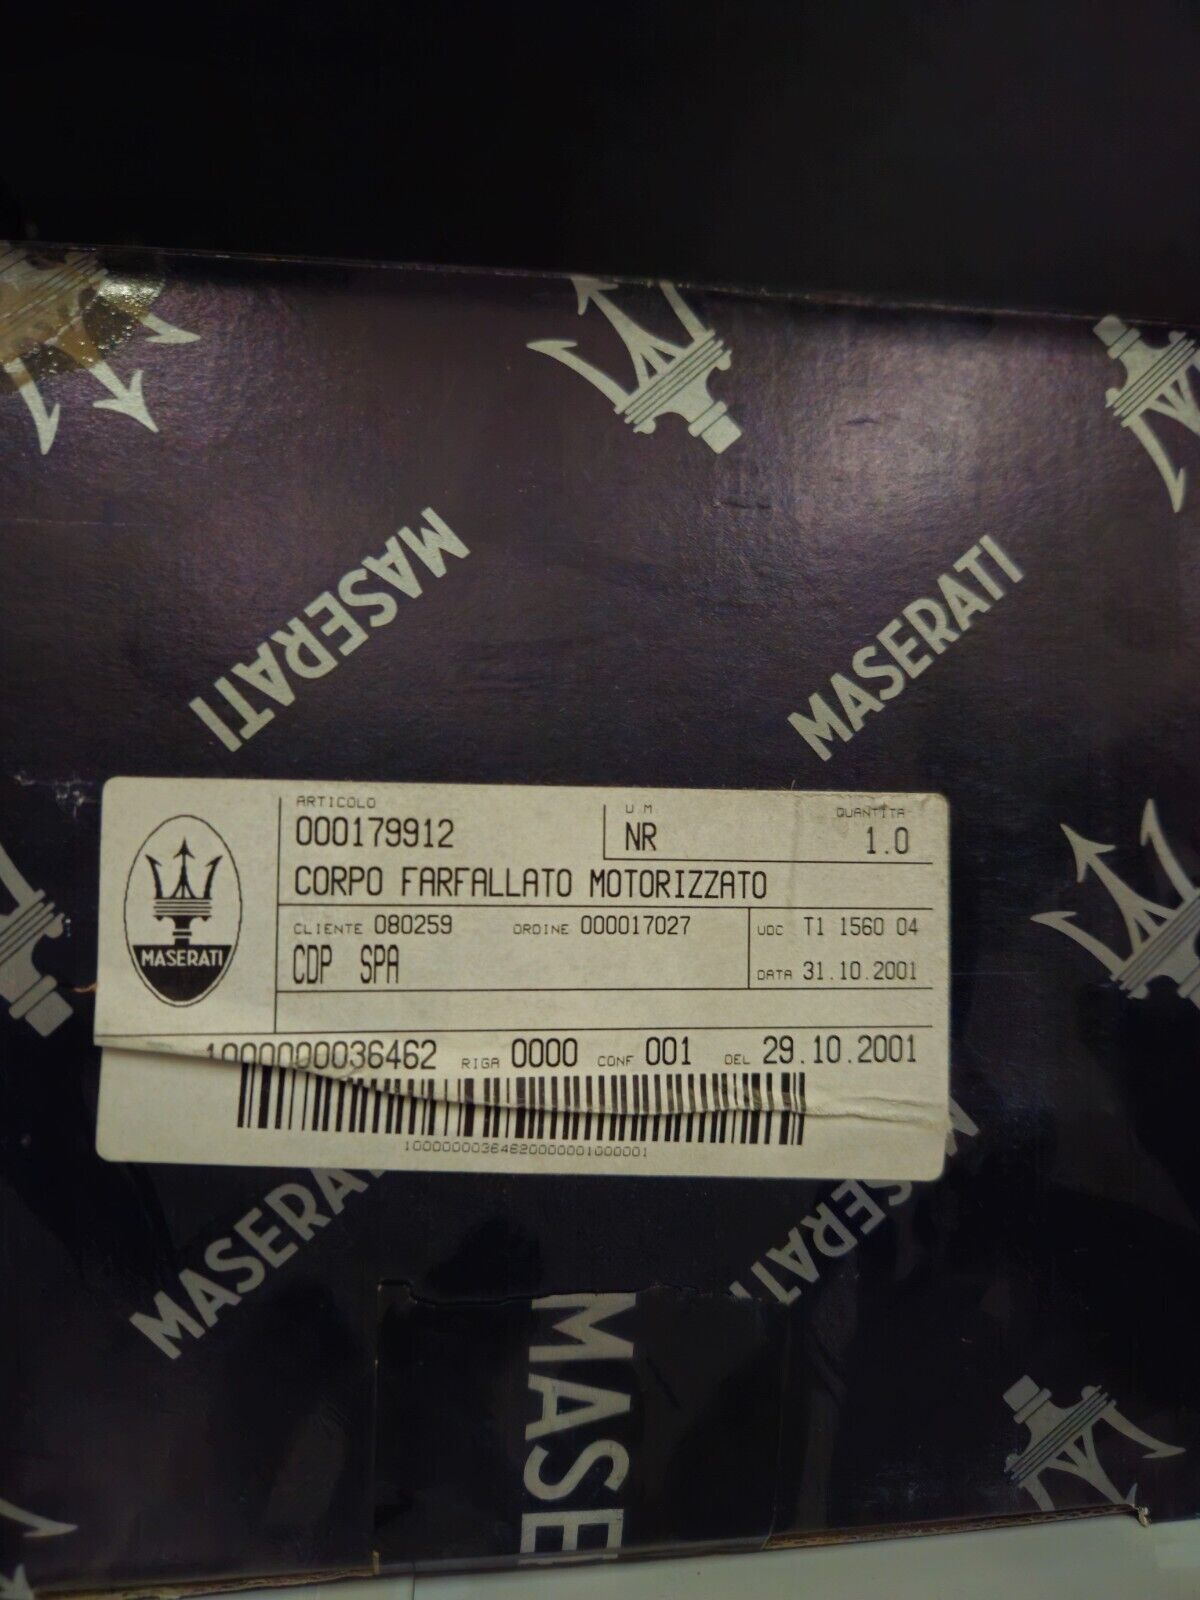 MASERATI
MASERATI
ARTICOLO
000179912
U.M.
NR
QUANTITA
1.0
CORPO FARFALLATO MOTORIZZATO
CLIENTE 080259 ORDINE 000017027
UDC T1 1560 04
CDP SPA
DATA 31.10.2001
MASERATI
1000000036462 RIGA 0000 CONF 001 DEL 29.10.2001
MASERATI
MASERATI
MASE